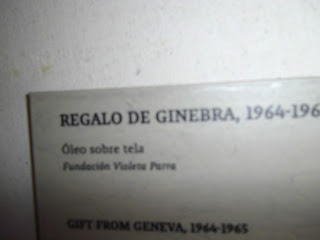 REGALO DE GINEBRA, 1964-196
Óleo sobre tela
Fundación Violeta Parra
GIFT FROM GENEVA, 1964-1965